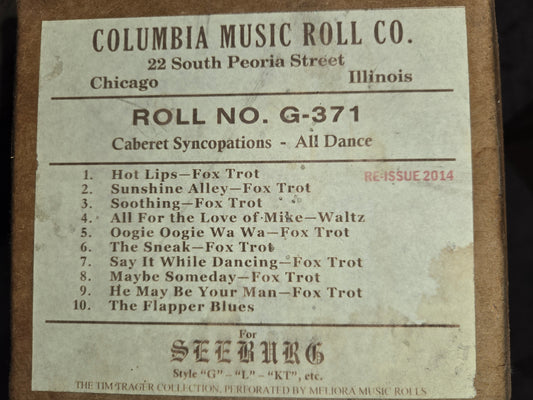 COLUMBIA MUSIC ROLL CO.
22 South Peoria Street
Chicago Illinois
ROLL NO. G-371
Caberet Syncopations - All Dance
RE-ISSUE 2014
1. Hot Lips—Fox Trot
2. Sunshine Alley—Fox Trot
3. Soothing—Fox Trot
4. All For the Love of Mike—Waltz
5. Oogie Oogie Wa Wa—Fox Trot
6. The Sneak—Fox Trot
7. Say It While Dancing—Fox Trot
8. Maybe Someday—Fox Trot
9. He May Be Your Man—Fox Trot
10. The Flapper Blues
For
SEEBURG
Style "G" – "L" – "KT", etc.
THE TIM TRAGER COLLECTION, PERFORATED BY MELIORA MUSIC ROLLS